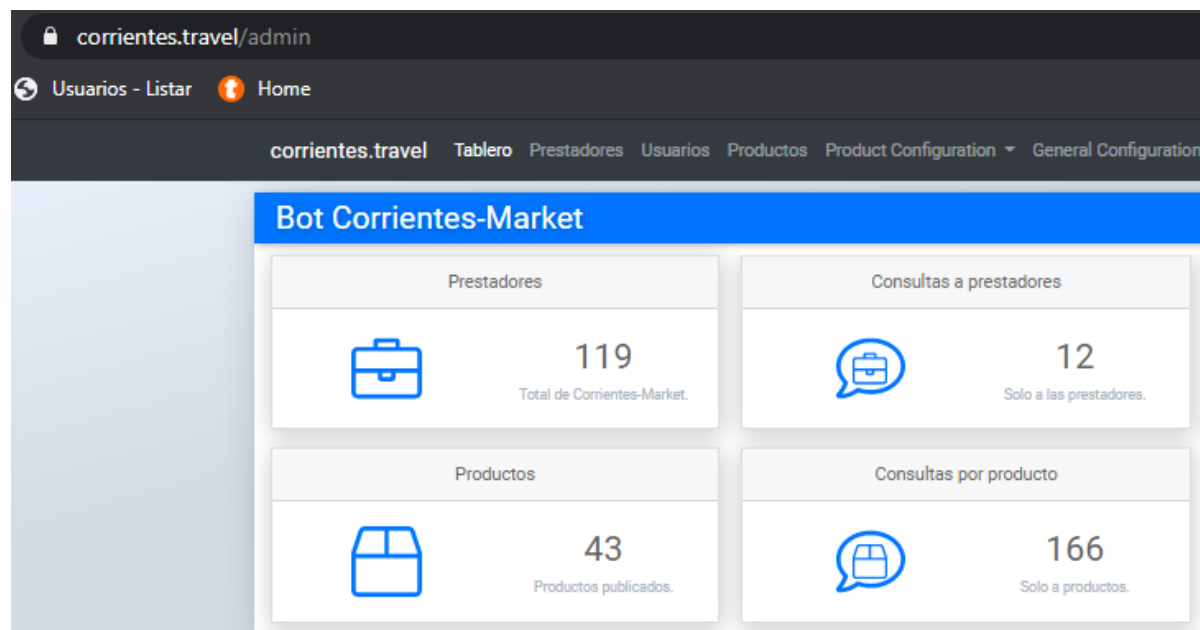 corrientes.travel/admin
Usuarios - Listar t Home
corrientes.travel Tablero Prestadores Usuarios Productos Product Configuration General Configuration
Bot Corrientes-Market
Prestadores
119
Total de Corrientes-Market.
Consultas a prestadores
12
Solo a las prestadores.
Productos
43
Productos publicados.
Consultas por producto
166
Solo a productos.